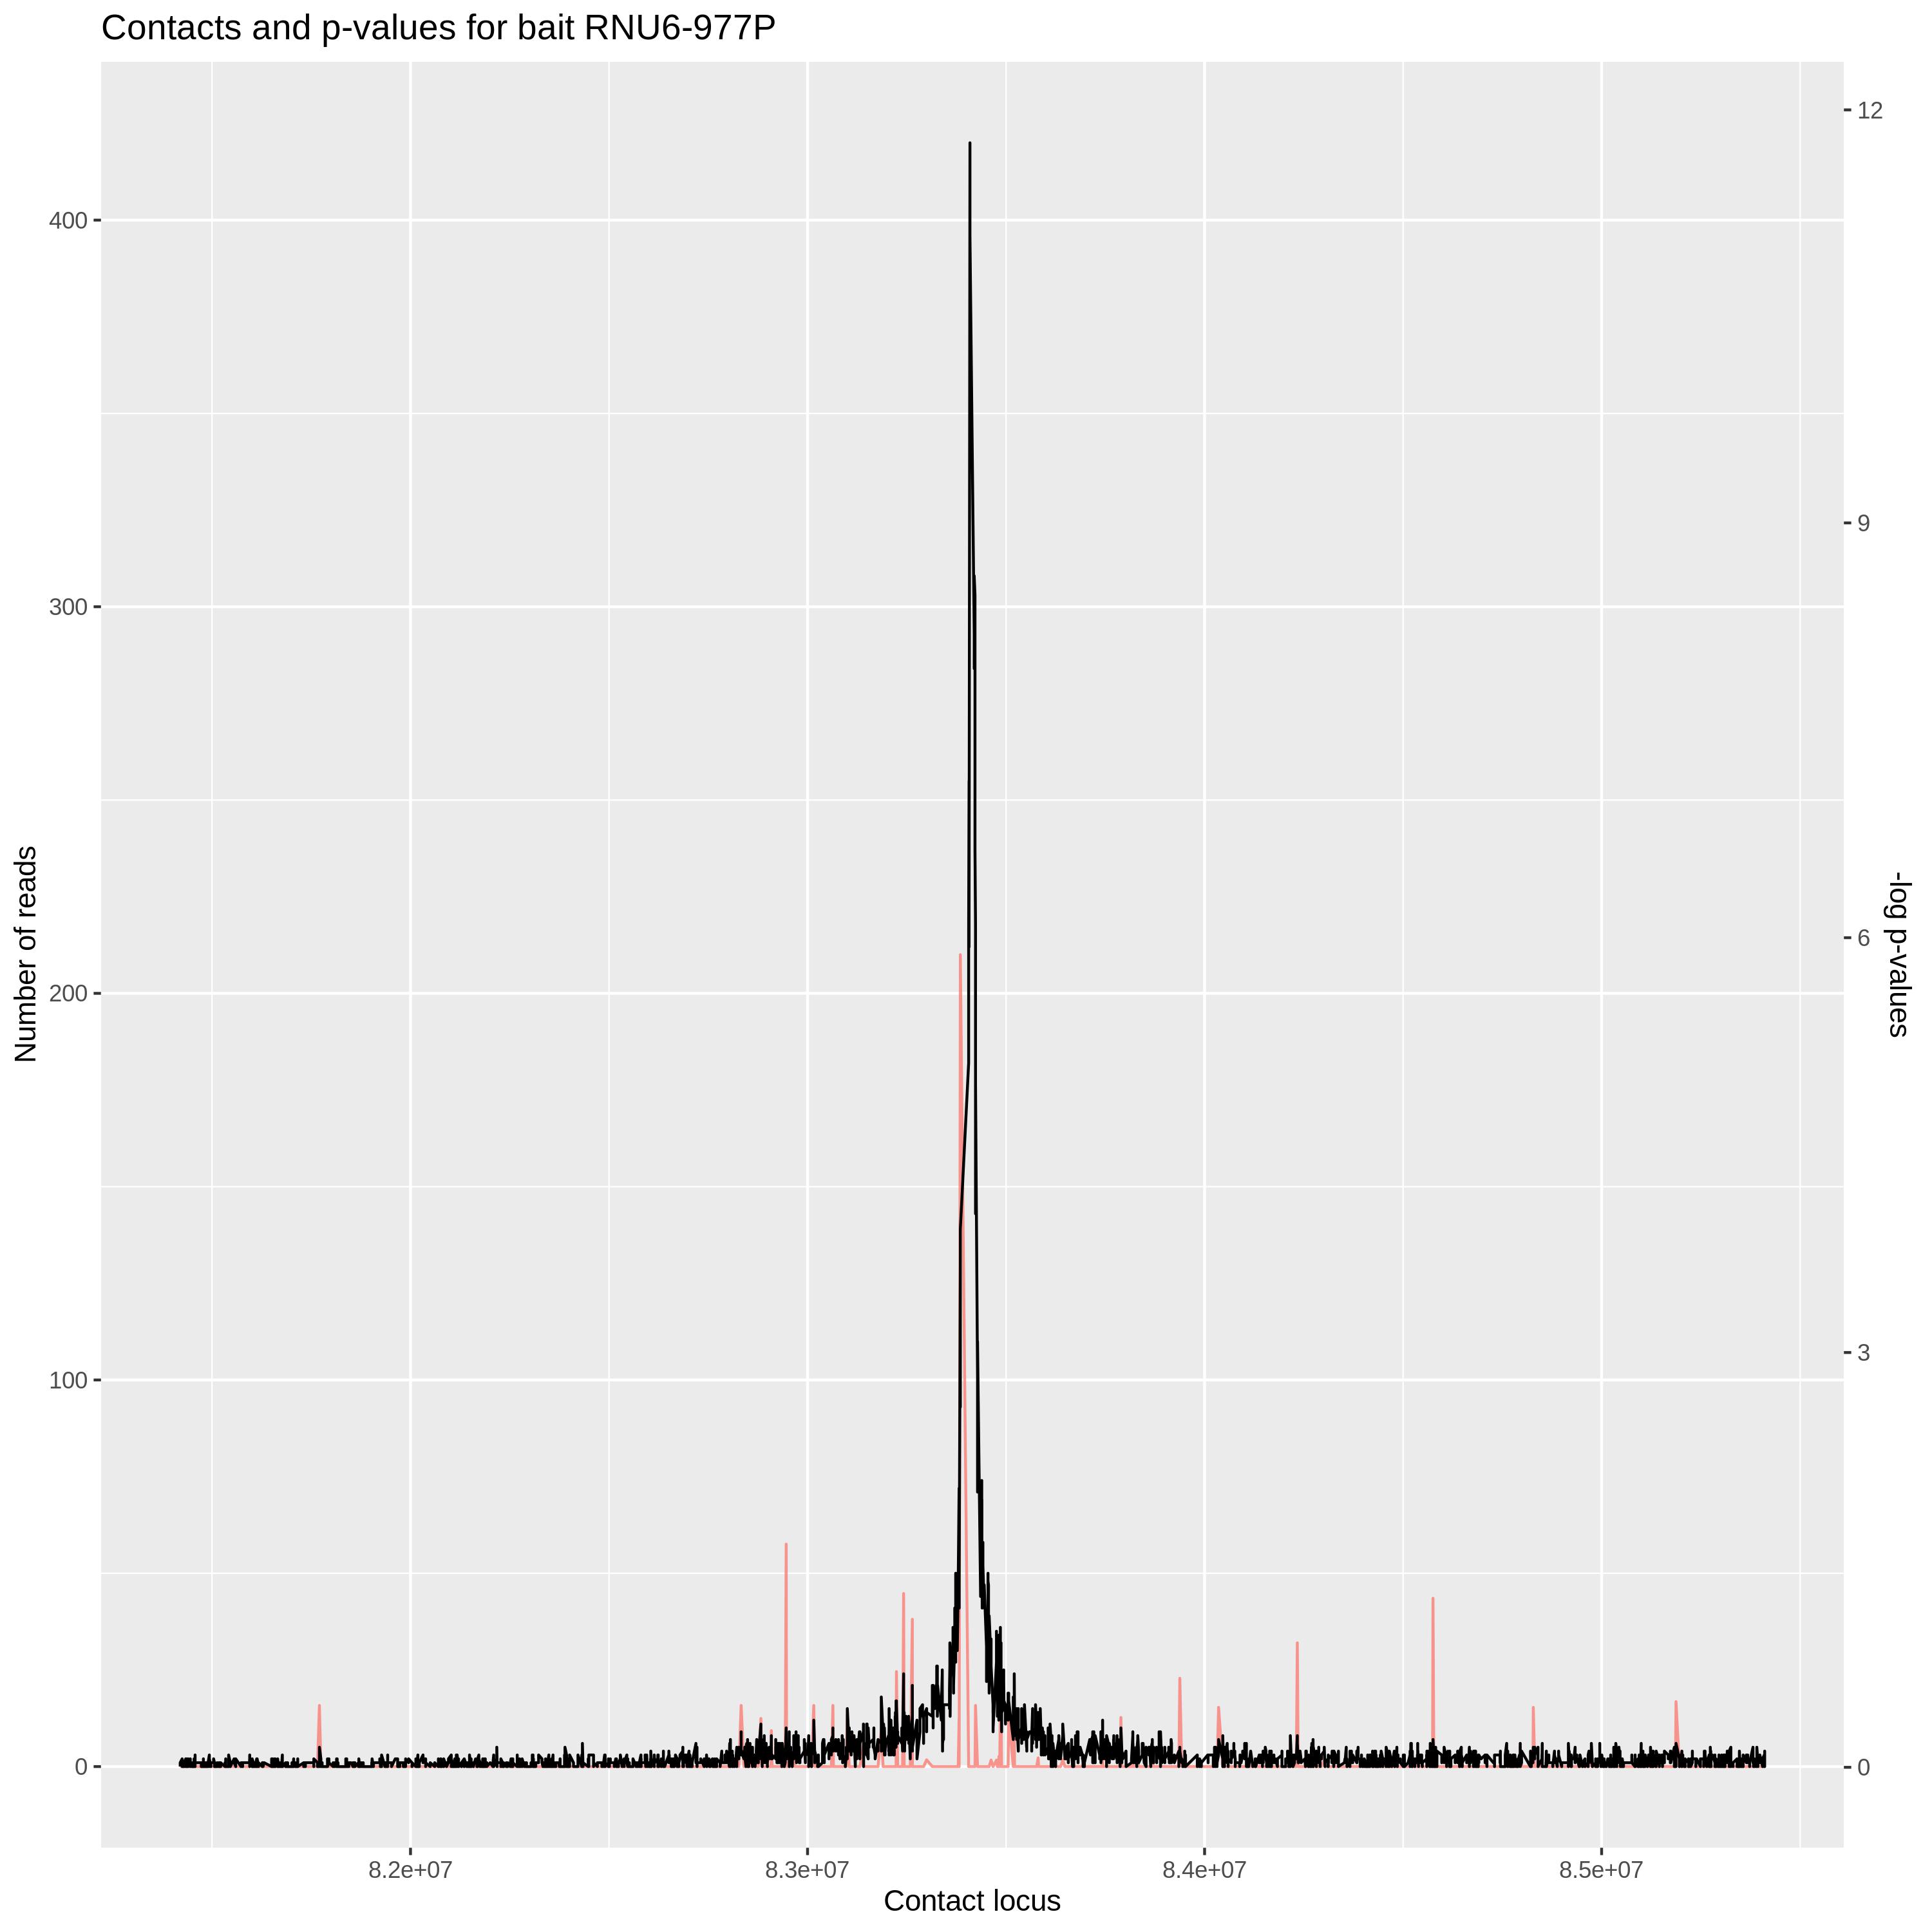 Contacts and p-values for bait RNU6-977P
12
400
9
300
Number of reads
6
-log p-values
200
3
100
0
0
8.2e+07
8.3e+07
8.4e+07
8.5e+07
Contact locus